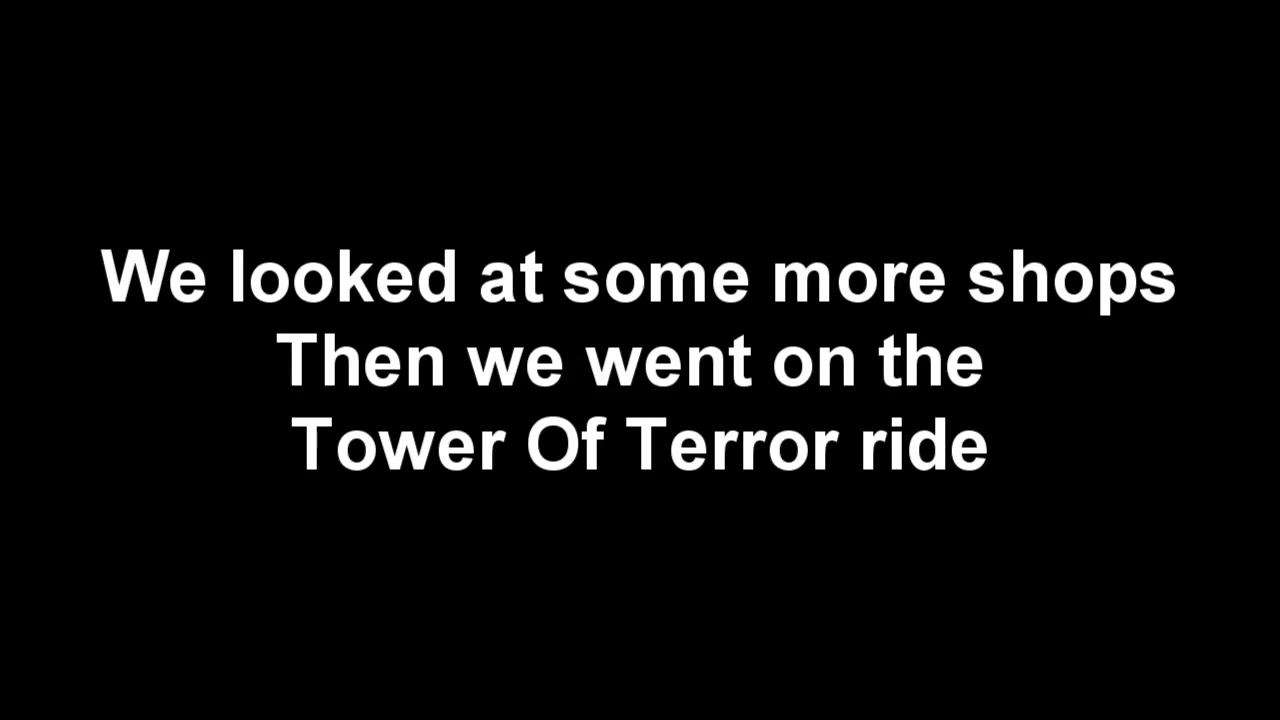 We looked at some more shops
Then we went on the
Tower Of Terror ride